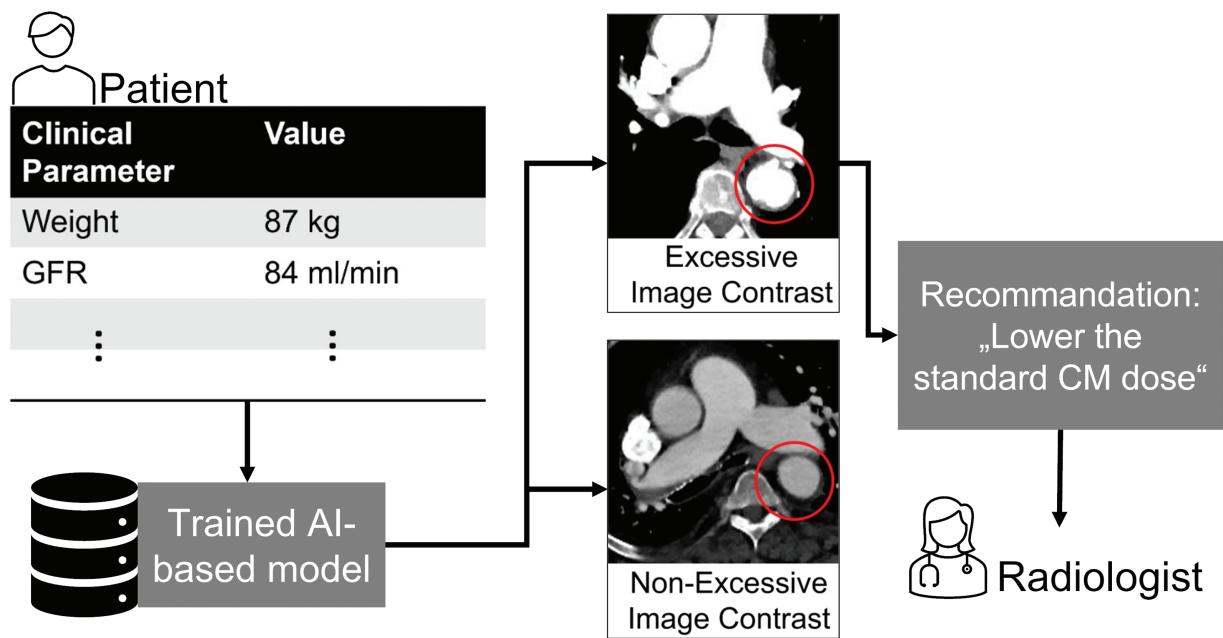 Patient
Clinical Parameter Value
Weight 87 kg
GFR 84 ml/min
⋮ ⋮
Trained AI-
based model
Excessive
Image Contrast
Non-Excessive
Image Contrast
Recommandation:
„Lower the
standard CM dose“
Radiologist